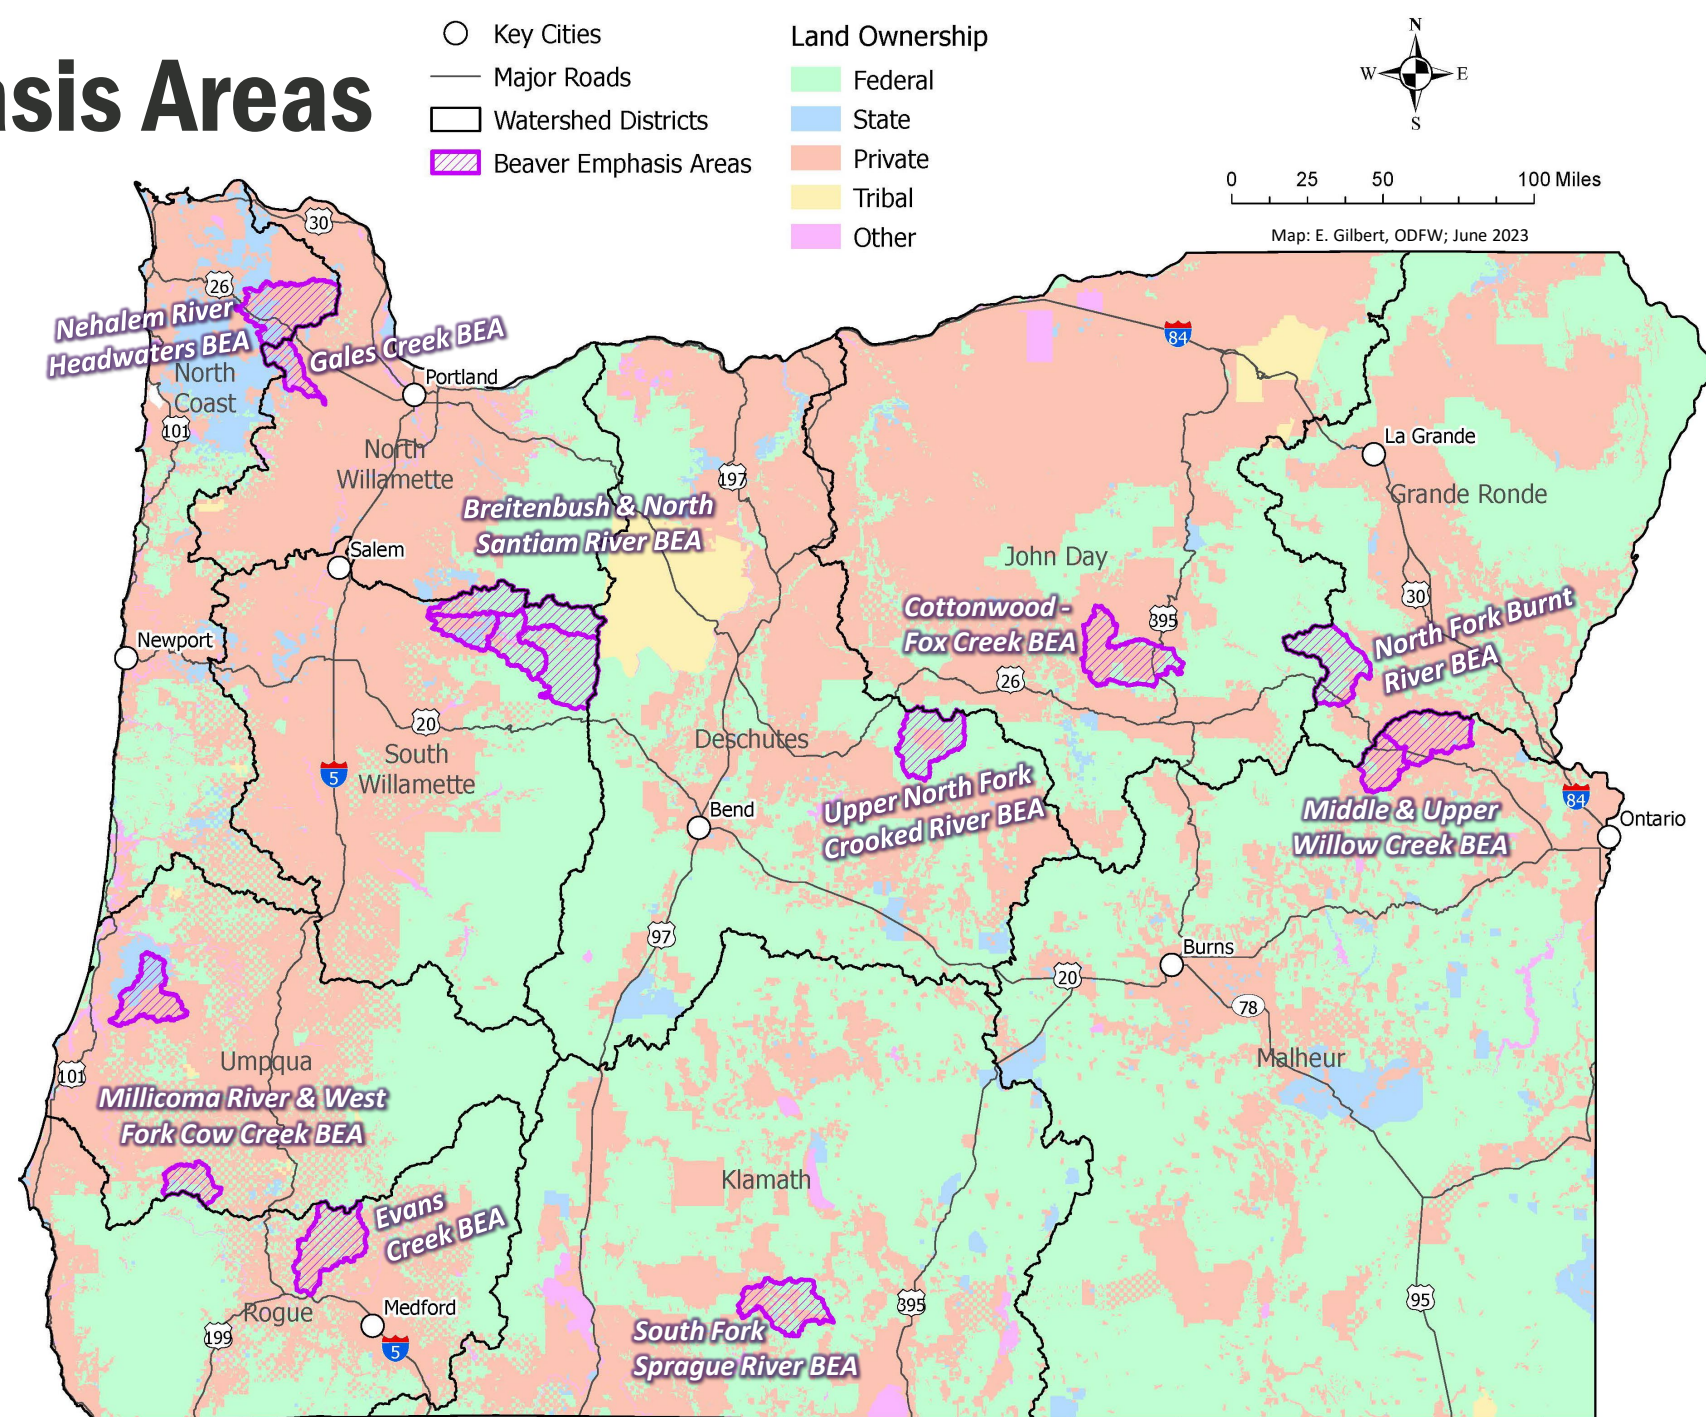 asis Areas
Key Cities
Major Roads
Watershed Districts
Beaver Emphasis Areas
Land Ownership
Federal
State
Private
Tribal
Other
N
W E
S
0 25 50 100 Miles
Map: E. Gilbert, ODFW; June 2023
30
26
Nehalem River
Headwaters BEA
Gales Creek BEA
North
Coast
Portland
101
84
La Grande
Grande Ronde
North
Willamette
197
Breitenbush & North
Santiam River BEA
Salem
John Day
Cottonwood -
Fox Creek BEA
395
30
North Fork Burnt
River BEA
Newport
26
20
South
Willamette
5
Deschutes
Upper North Fork
Crooked River BEA
Bend
Middle & Upper
Willow Creek BEA
84
Ontario
97
Burns
20
78
Malheur
Umpqua
101
Millicoma River & West
Fork Cow Creek BEA
Klamath
Evans
Creek BEA
Rogue
Medford
199
5
South Fork
Sprague River BEA
395
95